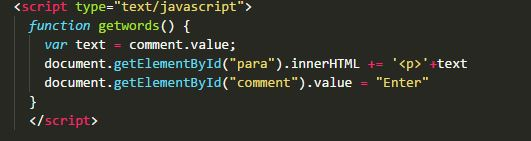 <script type="text/javascript">
function getwords() {
var text = comment.value;
document.getElementById("para").innerHTML += '<p>'+text
document.getElementById("comment").value = "Enter"
}
</script>